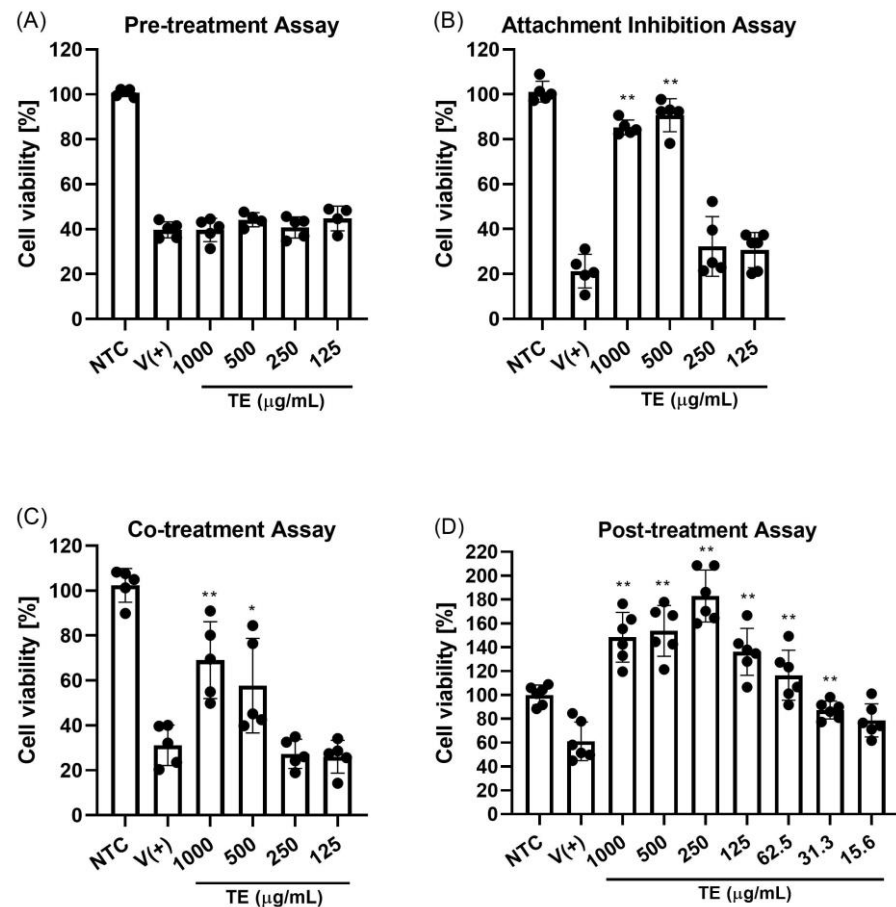 (A) Pre-treatment Assay
Cell viability [%]
120
100
80
60
40
20
0
NTC V(+) 1000 500 250 125
TE (μg/mL)
(B) Attachment Inhibition Assay
Cell viability [%]
120
100
80
60
40
20
0
** **
NTC V(+) 1000 500 250 125
TE (μg/mL)
(C) Co-treatment Assay
Cell viability [%]
120
100
80
60
40
20
0
** *
NTC V(+) 1000 500 250 125
TE (μg/mL)
(D) Post-treatment Assay
Cell viability [%]
220
200
180
160
140
120
100
80
60
40
20
0
** ** ** ** ** **
NTC V(+) 1000 500 250 125 62.5 31.3 15.6
TE (μg/mL)